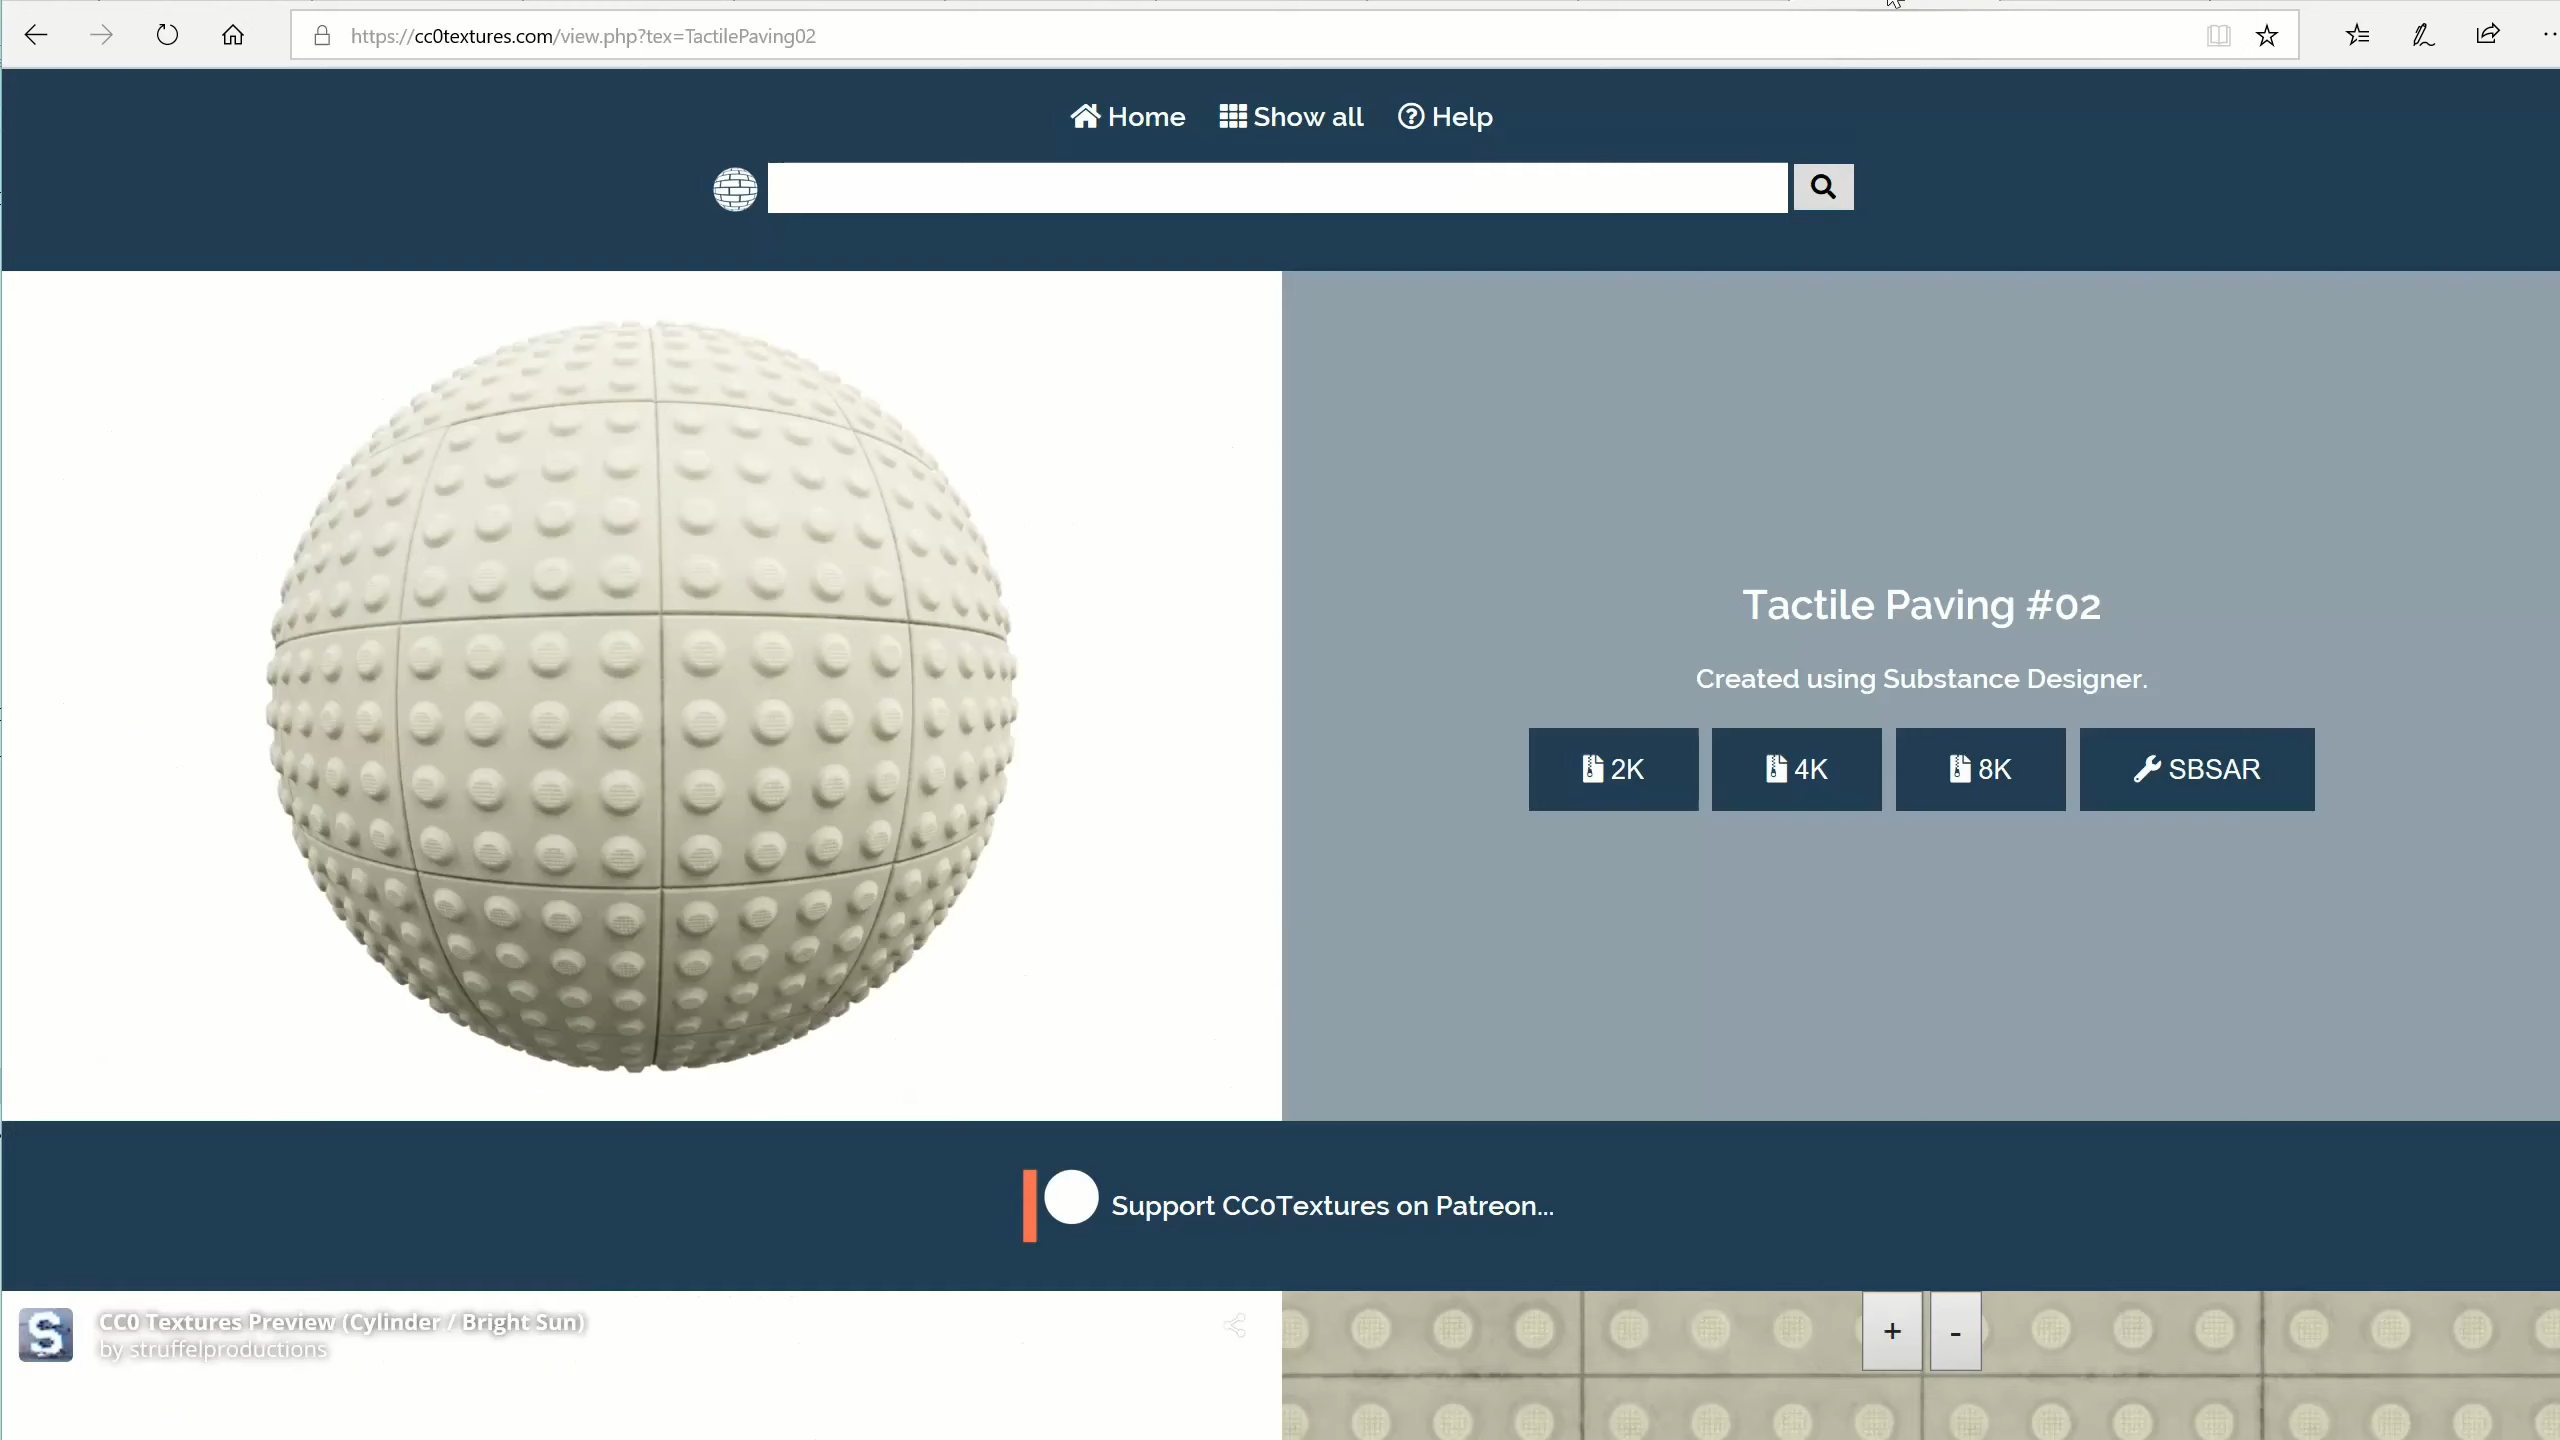 https://cc0textures.com/view.php?tex=TactilePaving02
Home Show all Help
Tactile Paving #02
Created using Substance Designer.
2K 4K 8K SBSAR
Support CC0Textures on Patreon...
S CC0 Textures Preview (Cylinder / Bright Sun)
by struffelproductions
+ -